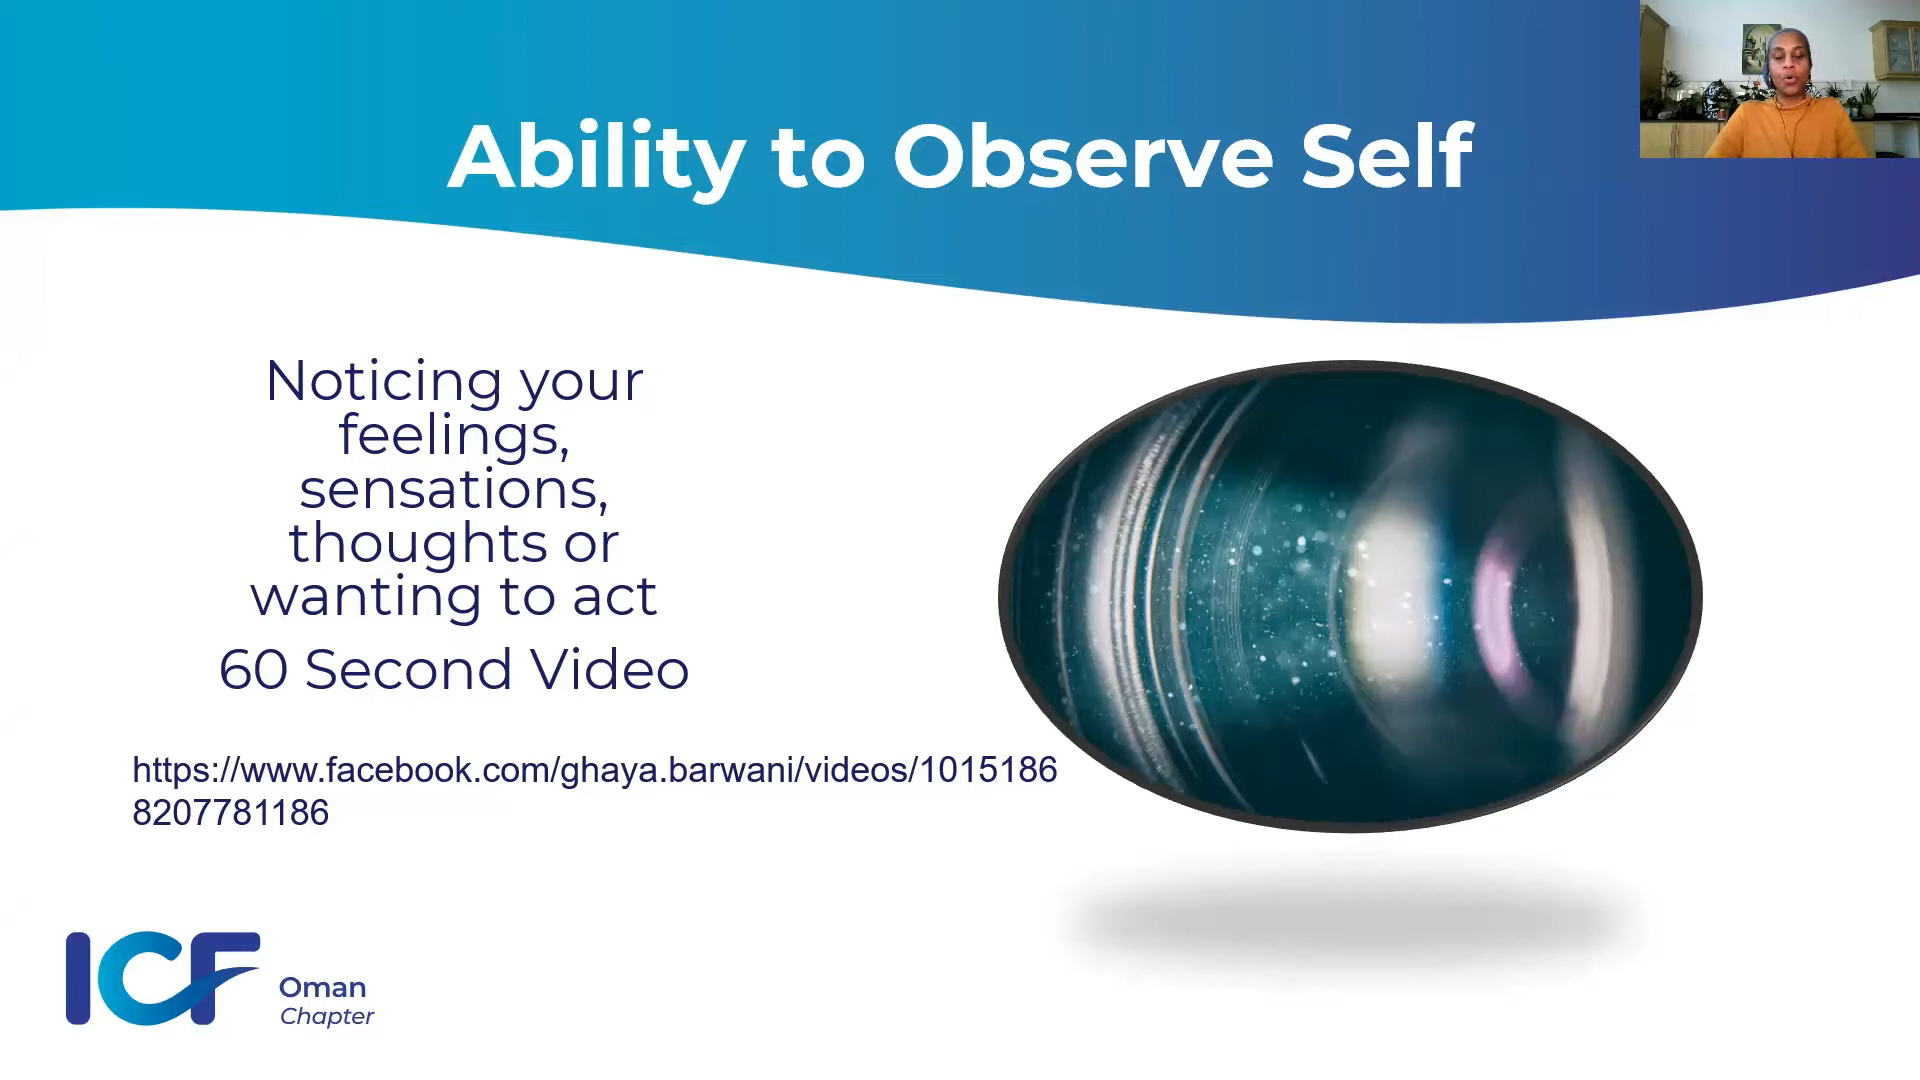 Ability to Observe Self
Noticing your
feelings,
sensations,
thoughts or
wanting to act
60 Second Video
https://www.facebook.com/ghaya.barwani/videos/1015186
8207781186
ICF
Oman
Chapter